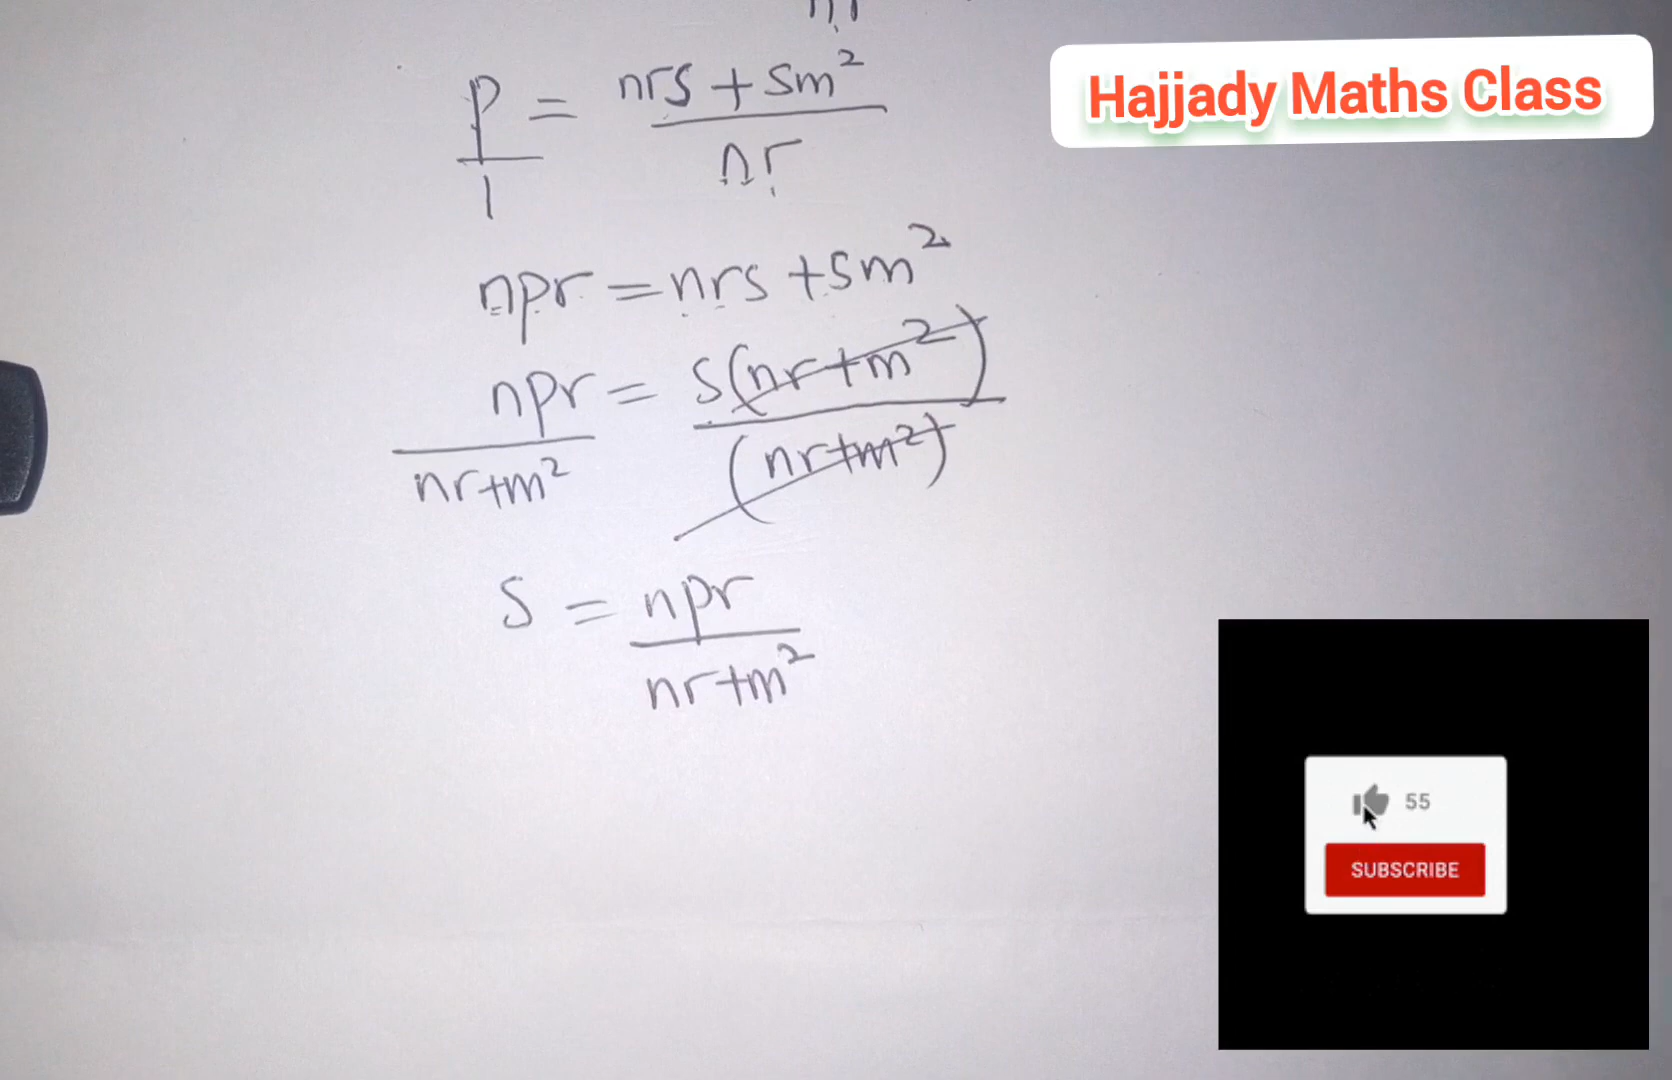 Hajjady Maths Class
p/1 = (nrs + sm²)/nr
npr = nrs + sm²
npr/(nr+m²) = s(nr+m²)/(nr+m²)
s = npr/(nr+m²)
55
SUBSCRIBE